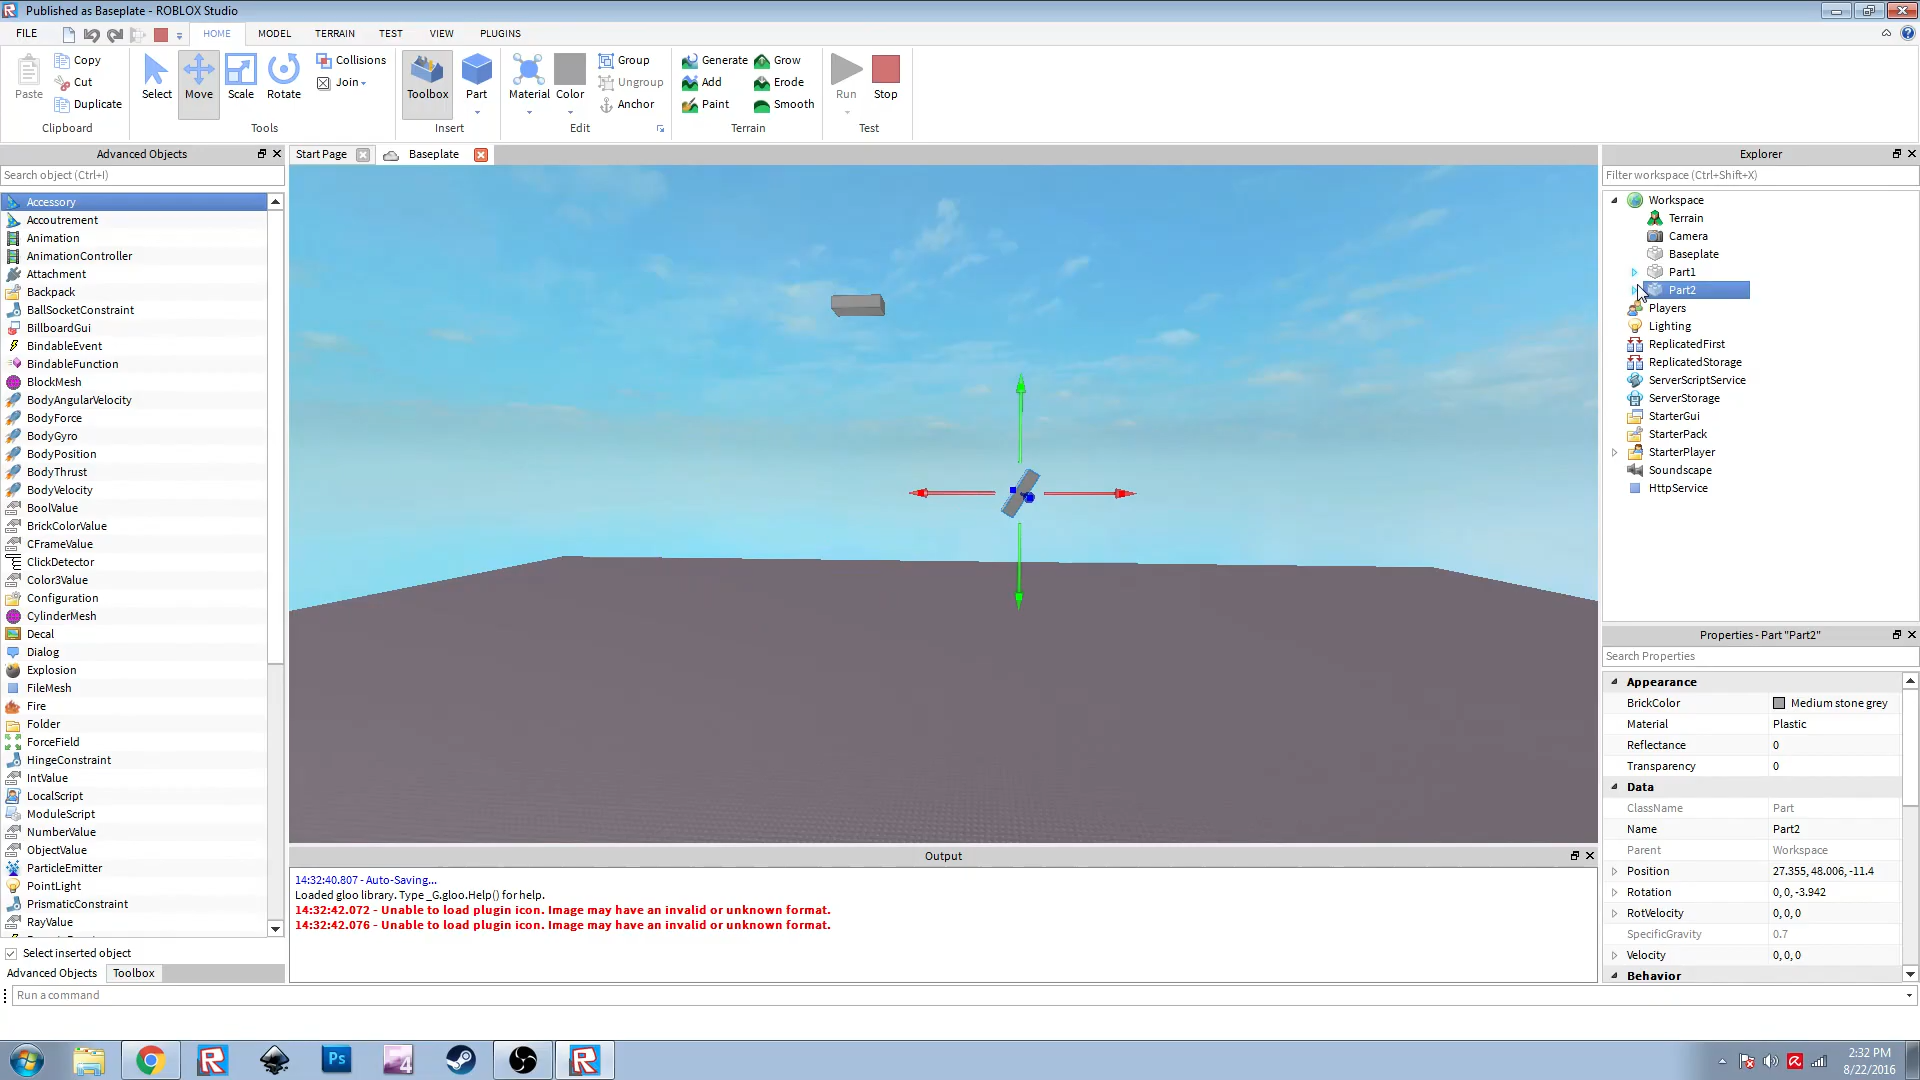 Published as Baseplate - ROBLOX Studio
FILE
HOME
MODEL
TERRAIN
TEST
VIEW
PLUGINS
Paste
Copy
Cut
Duplicate
Clipboard
Select
Move
Scale
Rotate
Collisions
Join
Tools
Toolbox
Part
Insert
Material
Color
Group
Ungroup
Anchor
Edit
Generate
Add
Paint
Grow
Erode
Smooth
Terrain
Run
Stop
Test
Advanced Objects
Search object (Ctrl+I)
Accessory
Accoutrement
Animation
AnimationController
Attachment
Backpack
BallSocketConstraint
BillboardGui
BindableEvent
BindableFunction
BlockMesh
BodyAngularVelocity
BodyForce
BodyGyro
BodyPosition
BodyThrust
BodyVelocity
BoolValue
BrickColorValue
CFrameValue
ClickDetector
Color3Value
Configuration
CylinderMesh
Decal
Dialog
Explosion
FileMesh
Fire
Folder
ForceField
HingeConstraint
IntValue
LocalScript
ModuleScript
NumberValue
ObjectValue
ParticleEmitter
PointLight
PrismaticConstraint
RayValue
Select inserted object
Advanced Objects
Toolbox
Run a command
Start Page
Baseplate
Output
14:32:40.807 - Auto-Saving...
Loaded gloo library. Type _G.gloo.Help() for help.
14:32:42.072 - Unable to load plugin icon. Image may have an invalid or unknown format.
14:32:42.076 - Unable to load plugin icon. Image may have an invalid or unknown format.
Explorer
Filter workspace (Ctrl+Shift+X)
Workspace
Terrain
Camera
Baseplate
Part1
Part2
Players
Lighting
ReplicatedFirst
ReplicatedStorage
ServerScriptService
ServerStorage
StarterGui
StarterPack
StarterPlayer
Soundscape
HttpService
Properties - Part "Part2"
Search Properties
Appearance
BrickColor Medium stone grey
Material Plastic
Reflectance 0
Transparency 0
Data
ClassName Part
Name Part2
Parent Workspace
Position 27.355, 48.006, -11.4
Rotation 0, 0, -3.942
RotVelocity 0, 0, 0
SpecificGravity 0.7
Velocity 0, 0, 0
Behavior
Ps
4
2:32 PM
8/22/2016